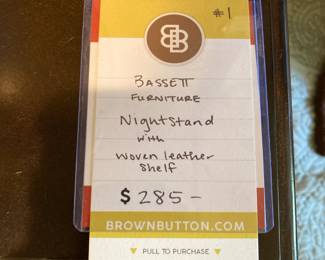 #1
BB
BASSETT
FURNITURE
NightStand
with
woven leather
shelf
$ 285-
BROWNBUTTON.COM
▼ PULL TO PURCHASE ▼